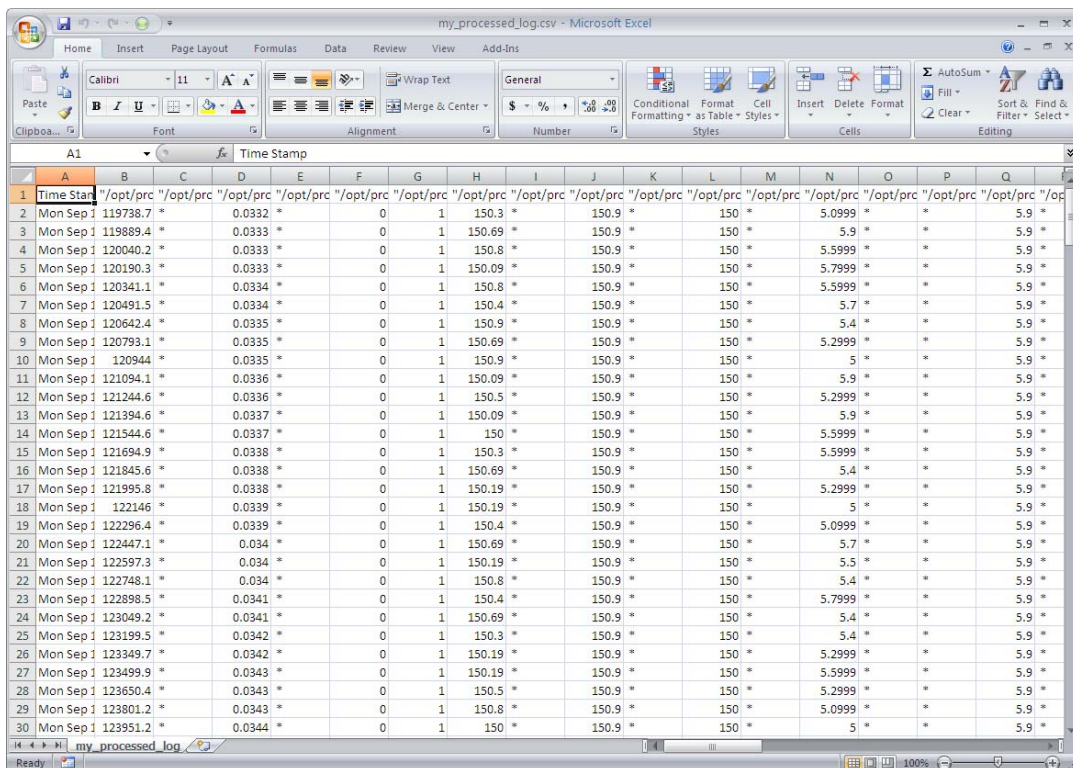 my_processed_log.csv - Microsoft Excel
Home Insert Page Layout Formulas Data Review View Add-Ins
Paste
Clipboa...
Calibri 11
B I U
Font
Wrap Text
Merge & Center
Alignment
General
$ % ,
Number
Conditional Formatting
Format as Table
Cell Styles
Styles
Insert Delete Format
Cells
Σ AutoSum
Fill
Clear
Sort & Filter
Find & Select
Editing
A1 fx Time Stamp
A B C D E F G H I J K L M N O P Q
1 Time Stan "/opt/prc "/opt/prc "/opt/prc "/opt/prc "/opt/prc "/opt/prc "/opt/prc "/opt/prc "/opt/prc "/opt/prc "/opt/prc "/opt/prc "/opt/prc "/opt/prc "/opt/prc "/opt/prc "/op
2 Mon Sep 1 119738.7 * 0.0332 * 0 1 150.3 * 150.9 * 150 * 5.0999 * * 5.9 *
3 Mon Sep 1 119889.4 * 0.0333 * 0 1 150.69 * 150.9 * 150 * 5.9 * * 5.9 *
4 Mon Sep 1 120040.2 * 0.0333 * 0 1 150.8 * 150.9 * 150 * 5.5999 * * 5.9 *
5 Mon Sep 1 120190.3 * 0.0333 * 0 1 150.09 * 150.9 * 150 * 5.7999 * * 5.9 *
6 Mon Sep 1 120341.1 * 0.0334 * 0 1 150.8 * 150.9 * 150 * 5.5999 * * 5.9 *
7 Mon Sep 1 120491.5 * 0.0334 * 0 1 150.4 * 150.9 * 150 * 5.7 * * 5.9 *
8 Mon Sep 1 120642.4 * 0.0335 * 0 1 150.9 * 150.9 * 150 * 5.4 * * 5.9 *
9 Mon Sep 1 120793.1 * 0.0335 * 0 1 150.69 * 150.9 * 150 * 5.2999 * * 5.9 *
10 Mon Sep 1 120944 * 0.0335 * 0 1 150.9 * 150.9 * 150 * 5 * * 5.9 *
11 Mon Sep 1 121094.1 * 0.0336 * 0 1 150.09 * 150.9 * 150 * 5.9 * * 5.9 *
12 Mon Sep 1 121244.6 * 0.0336 * 0 1 150.5 * 150.9 * 150 * 5.2999 * * 5.9 *
13 Mon Sep 1 121394.6 * 0.0337 * 0 1 150.09 * 150.9 * 150 * 5.9 * * 5.9 *
14 Mon Sep 1 121544.6 * 0.0337 * 0 1 150 * 150.9 * 150 * 5.5999 * * 5.9 *
15 Mon Sep 1 121694.9 * 0.0338 * 0 1 150.3 * 150.9 * 150 * 5.5999 * * 5.9 *
16 Mon Sep 1 121845.6 * 0.0338 * 0 1 150.69 * 150.9 * 150 * 5.4 * * 5.9 *
17 Mon Sep 1 121995.8 * 0.0338 * 0 1 150.19 * 150.9 * 150 * 5.2999 * * 5.9 *
18 Mon Sep 1 122146 * 0.0339 * 0 1 150.19 * 150.9 * 150 * 5 * * 5.9 *
19 Mon Sep 1 122296.4 * 0.0339 * 0 1 150.4 * 150.9 * 150 * 5.0999 * * 5.9 *
20 Mon Sep 1 122447.1 * 0.034 * 0 1 150.69 * 150.9 * 150 * 5.7 * * 5.9 *
21 Mon Sep 1 122597.3 * 0.034 * 0 1 150.19 * 150.9 * 150 * 5.5 * * 5.9 *
22 Mon Sep 1 122748.1 * 0.034 * 0 1 150.8 * 150.9 * 150 * 5.4 * * 5.9 *
23 Mon Sep 1 122898.5 * 0.0341 * 0 1 150.4 * 150.9 * 150 * 5.7999 * * 5.9 *
24 Mon Sep 1 123049.2 * 0.0341 * 0 1 150.69 * 150.9 * 150 * 5.4 * * 5.9 *
25 Mon Sep 1 123199.5 * 0.0342 * 0 1 150.3 * 150.9 * 150 * 5.4 * * 5.9 *
26 Mon Sep 1 123349.7 * 0.0342 * 0 1 150.19 * 150.9 * 150 * 5.2999 * * 5.9 *
27 Mon Sep 1 123499.9 * 0.0343 * 0 1 150.19 * 150.9 * 150 * 5.5999 * * 5.9 *
28 Mon Sep 1 123650.4 * 0.0343 * 0 1 150.5 * 150.9 * 150 * 5.2999 * * 5.9 *
29 Mon Sep 1 123801.2 * 0.0343 * 0 1 150.8 * 150.9 * 150 * 5.0999 * * 5.9 *
30 Mon Sep 1 123951.2 * 0.0344 * 0 1 150 * 150.9 * 150 * 5 * * 5.9 *
my_processed_log
Ready 100%